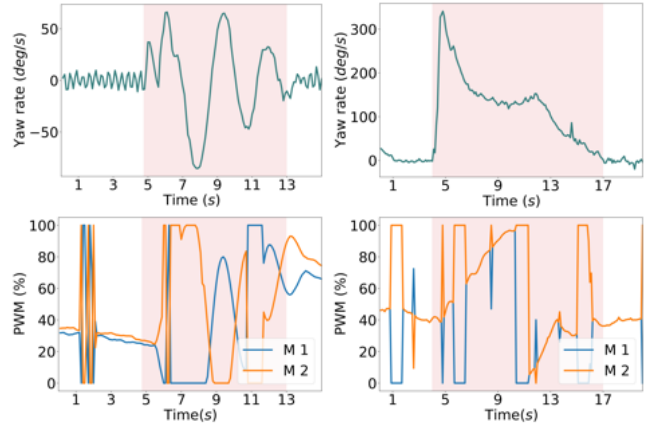 Yaw rate (deg/s)
50
0
−50
1 3 5 7 9 11 13
Time (s)
Yaw rate (deg/s)
300
200
100
0
1 5 9 13 17
Time (s)
PWM (%)
100
80
60
40
20
0
M 1
M 2
1 3 5 7 9 11 13
Time(s)
PWM (%)
100
80
60
40
20
0
M 1
M 2
1 5 9 13 17
Time(s)